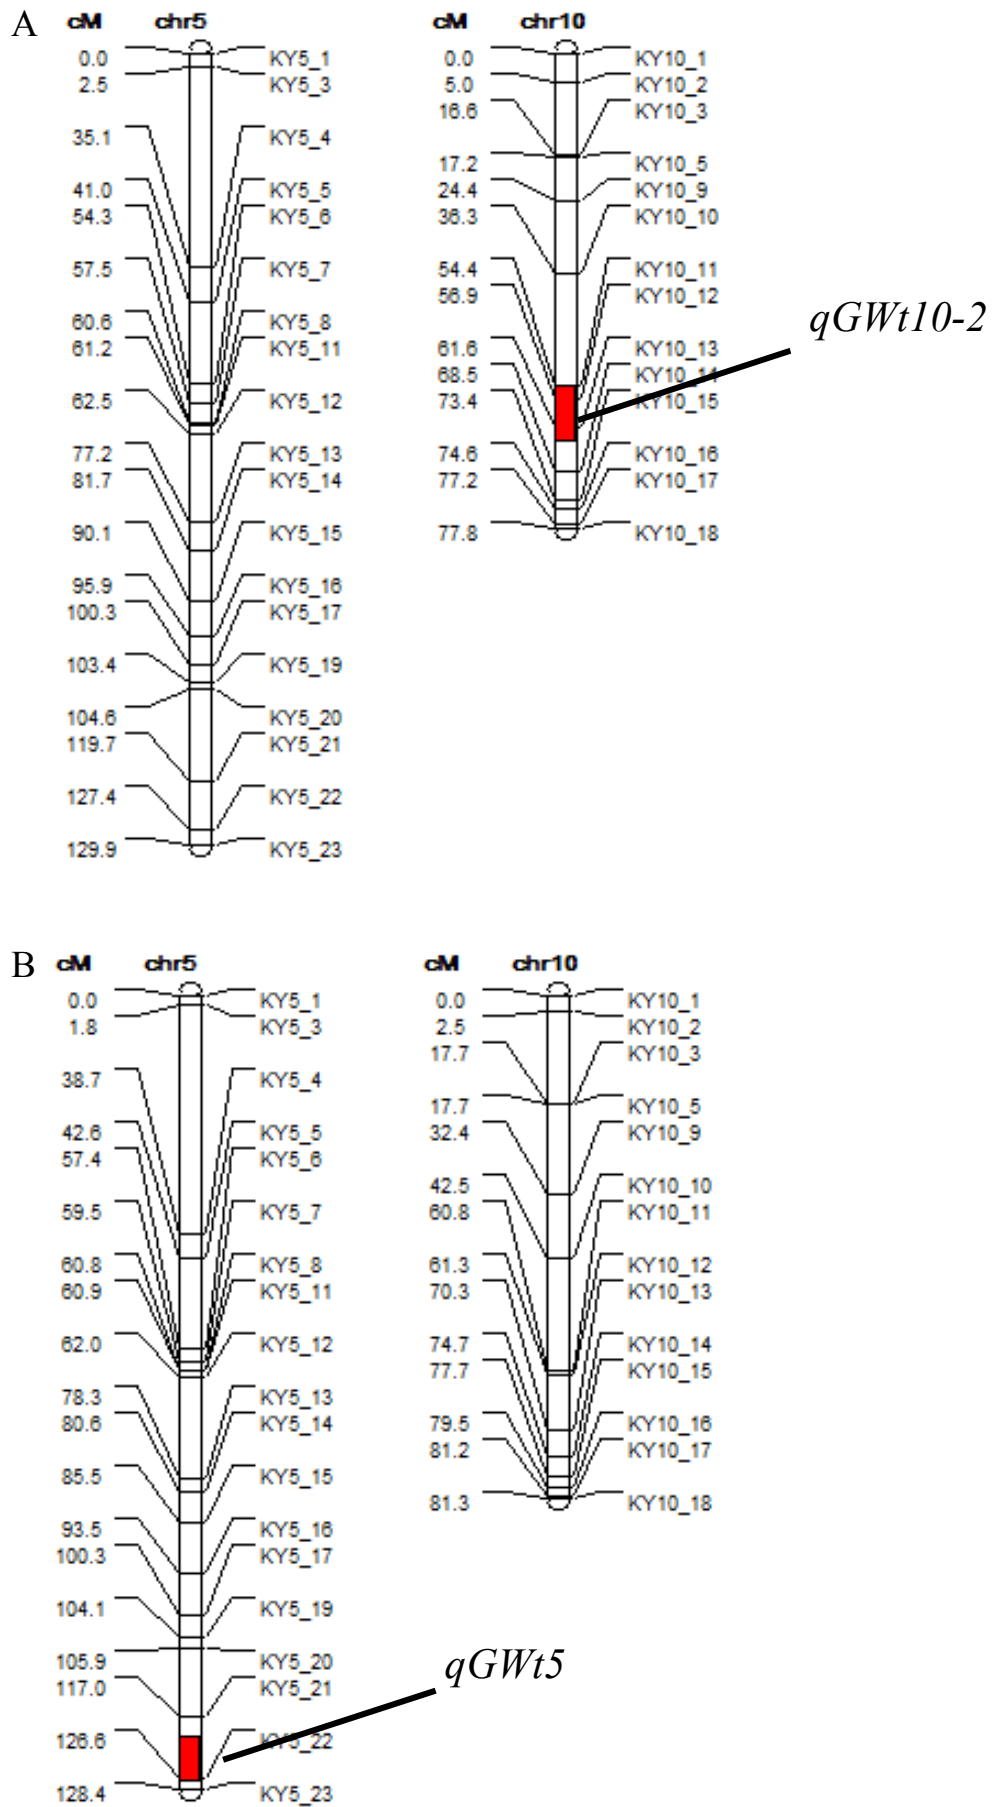 A cM chr5 cM chr10
0.0 KY5_1 0.0 KY10_1
2.5 KY5_3 5.0 KY10_2
16.6 KY10_3
35.1 KY5_4
17.2 KY10_5
41.0 KY5_5 24.4 KY10_9
54.3 KY5_6 36.3 KY10_10
57.5 KY5_7 54.4 KY10_11
56.9 KY10_12
qGWt10-2
60.6 KY5_8
61.2 KY5_11 61.6 KY10_13
68.5 KY10_14
62.5 KY5_12 73.4 KY10_15
77.2 KY5_13 74.6 KY10_16
81.7 KY5_14 77.2 KY10_17
90.1 KY5_15 77.8 KY10_18
95.9 KY5_16
100.3 KY5_17
103.4 KY5_19
104.6 KY5_20
119.7 KY5_21
127.4 KY5_22
129.9 KY5_23
B cM chr5 cM chr10
0.0 KY5_1 0.0 KY10_1
1.8 KY5_3 2.5 KY10_2
17.7 KY10_3
38.7 KY5_4
17.7 KY10_5
42.6 KY5_5 32.4 KY10_9
57.4 KY5_6
42.5 KY10_10
59.5 KY5_7 60.8 KY10_11
60.8 KY5_8 61.3 KY10_12
60.9 KY5_11 70.3 KY10_13
62.0 KY5_12 74.7 KY10_14
77.7 KY10_15
78.3 KY5_13
80.6 KY5_14 79.5 KY10_16
81.2 KY10_17
85.5 KY5_15
81.3 KY10_18
93.5 KY5_16
100.3 KY5_17
104.1 KY5_19
105.9 KY5_20
qGWt5
117.0 KY5_21
126.6 KY5_22
128.4 KY5_23